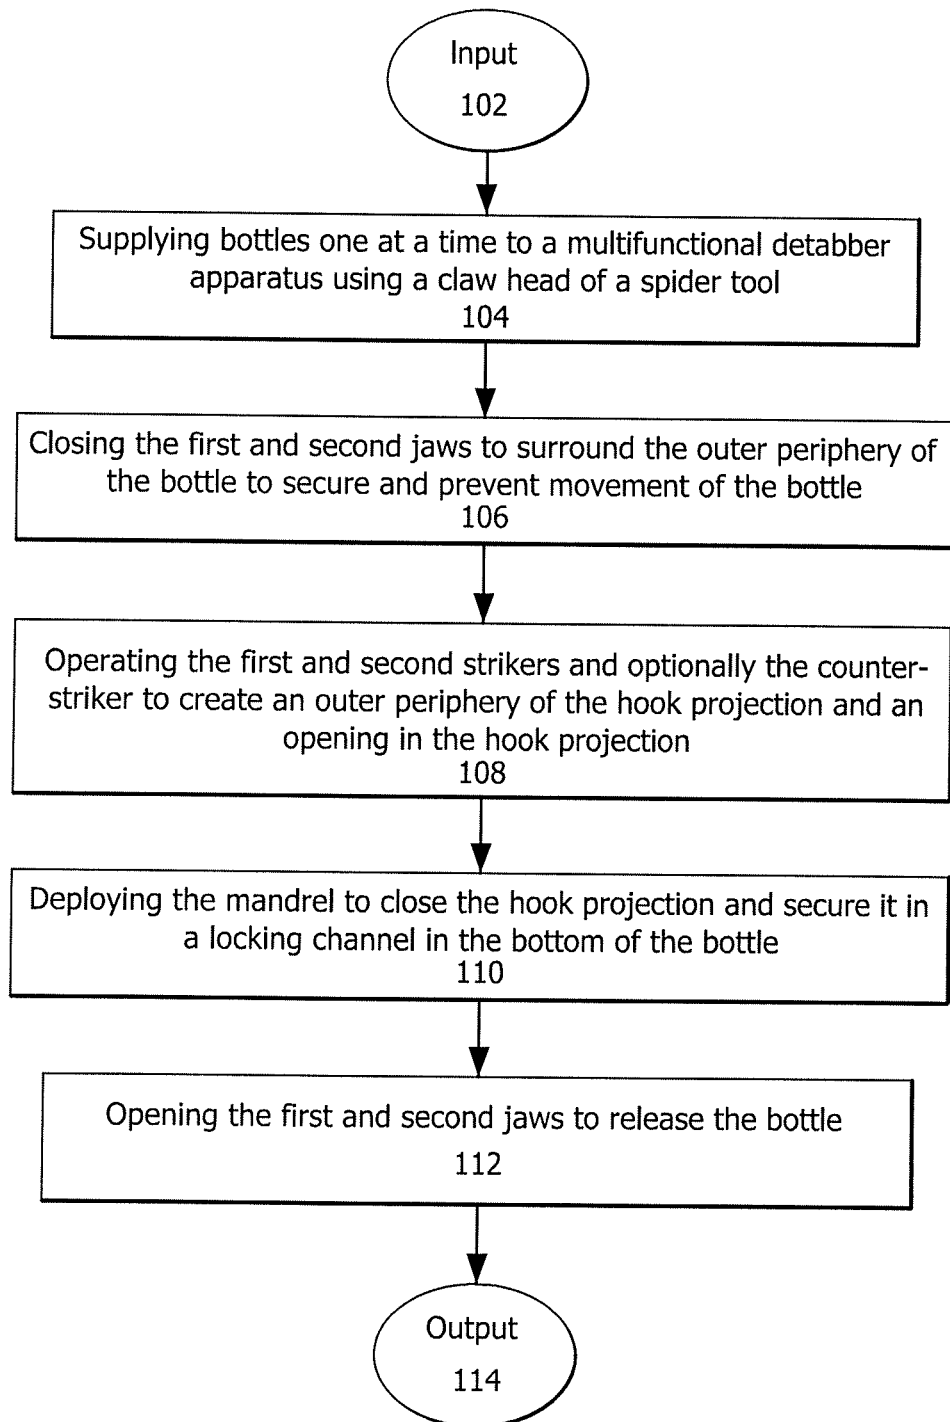 Input
102
Supplying bottles one at a time to a multifunctional detabber
apparatus using a claw head of a spider tool
104
Closing the first and second jaws to surround the outer periphery of
the bottle to secure and prevent movement of the bottle
106
Operating the first and second strikers and optionally the counter-
striker to create an outer periphery of the hook projection and an
opening in the hook projection
108
Deploying the mandrel to close the hook projection and secure it in
a locking channel in the bottom of the bottle
110
Opening the first and second jaws to release the bottle
112
Output
114